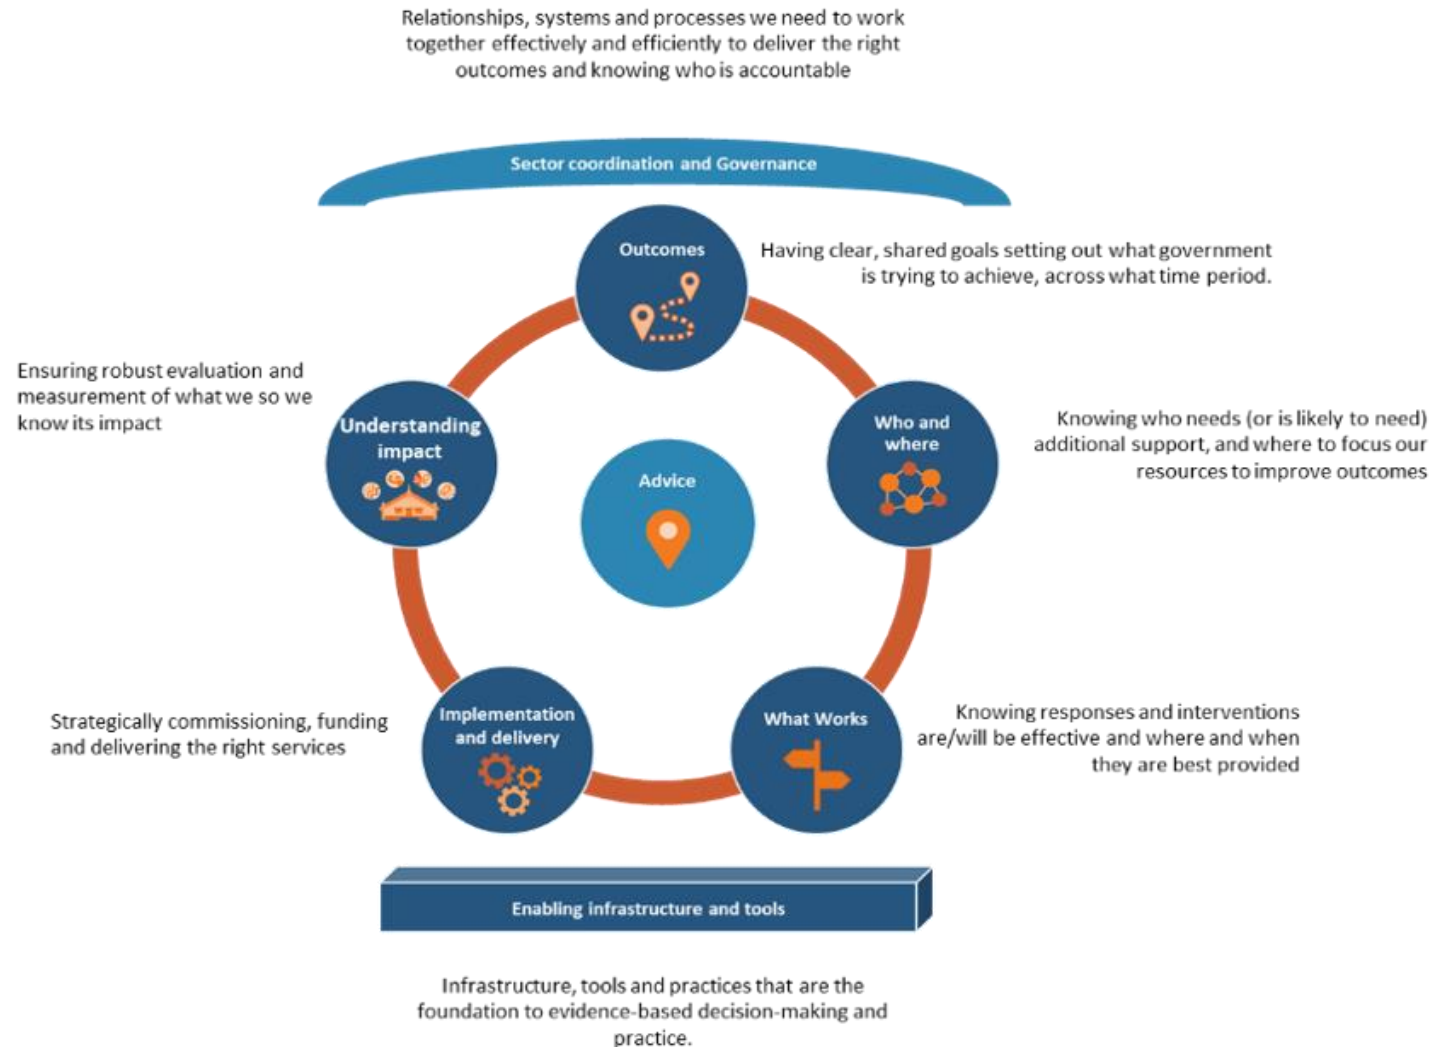 Relationships, systems and processes we need to work
together effectively and efficiently to deliver the right
outcomes and knowing who is accountable
Sector coordination and Governance
Outcomes
Having clear, shared goals setting out what government
is trying to achieve, across what time period.
Who and
where
Knowing who needs (or is likely to need)
additional support, and where to focus our
resources to improve outcomes
What Works
Knowing responses and interventions
are/will be effective and where and when
they are best provided
Implementation
and delivery
Strategically commissioning, funding
and delivering the right services
Understanding
impact
Ensuring robust evaluation and
measurement of what we so we
know its impact
Advice
Enabling infrastructure and tools
Infrastructure, tools and practices that are the
foundation to evidence-based decision-making and
practice.